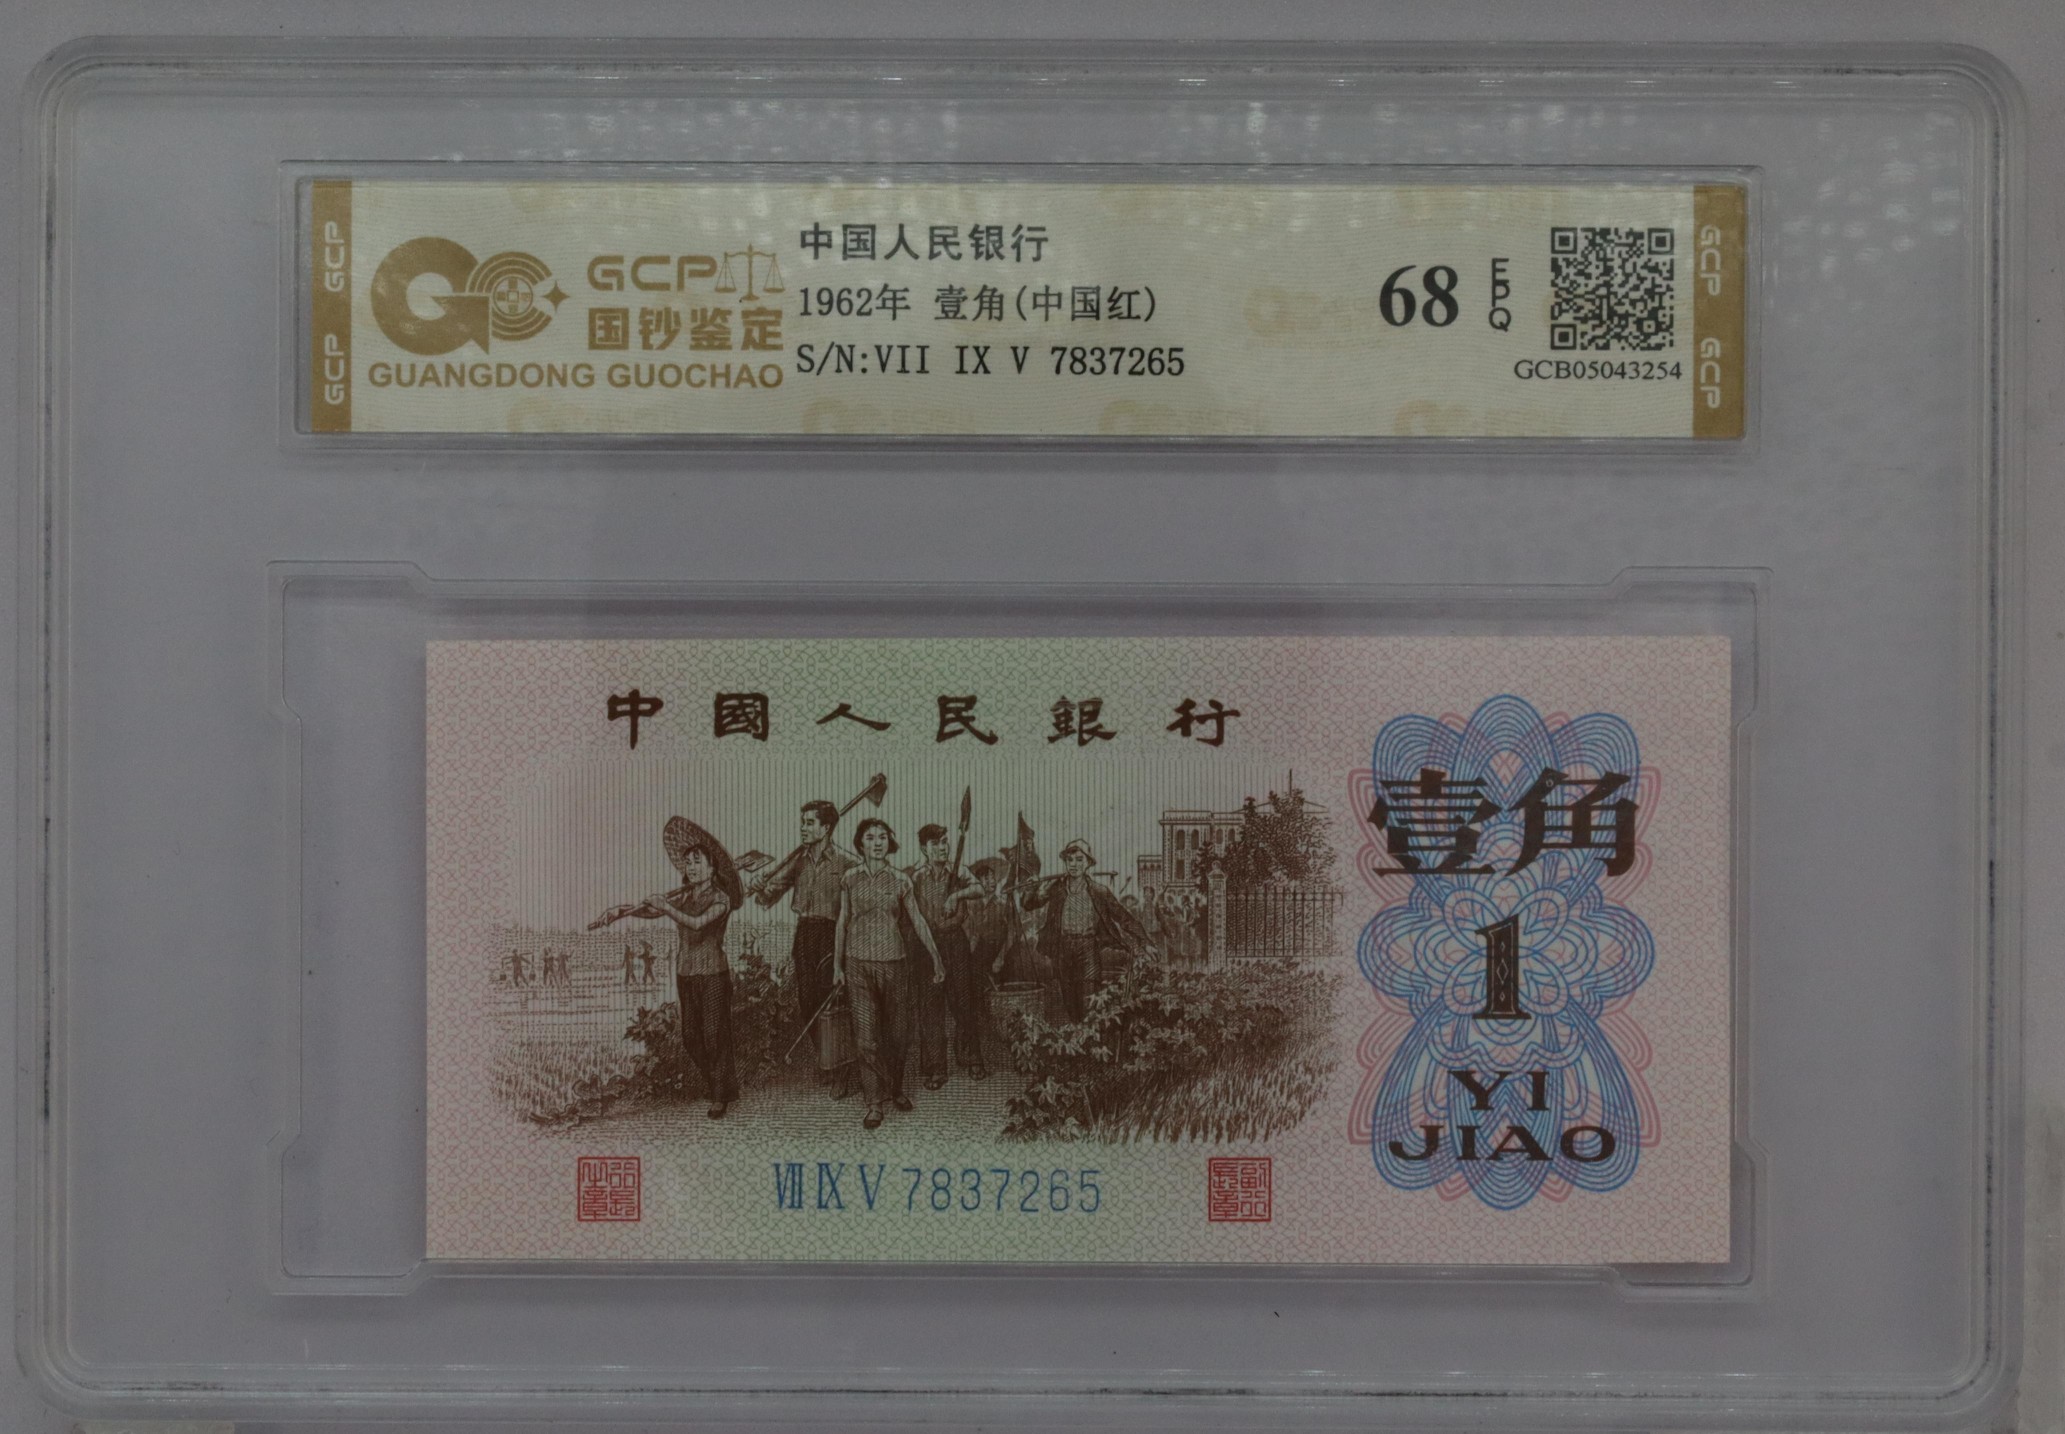 GCP
GCP
GCP
国钞鉴定
GUANGDONG GUOCHAO
中国人民银行
1962年 壹角(中国红)
S/N:VII IX V 7837265
68
EPQ
GCB05043254
GCP
GCP
中國人民銀行
壹角
1
YI
JIAO
VII IX V 7837265